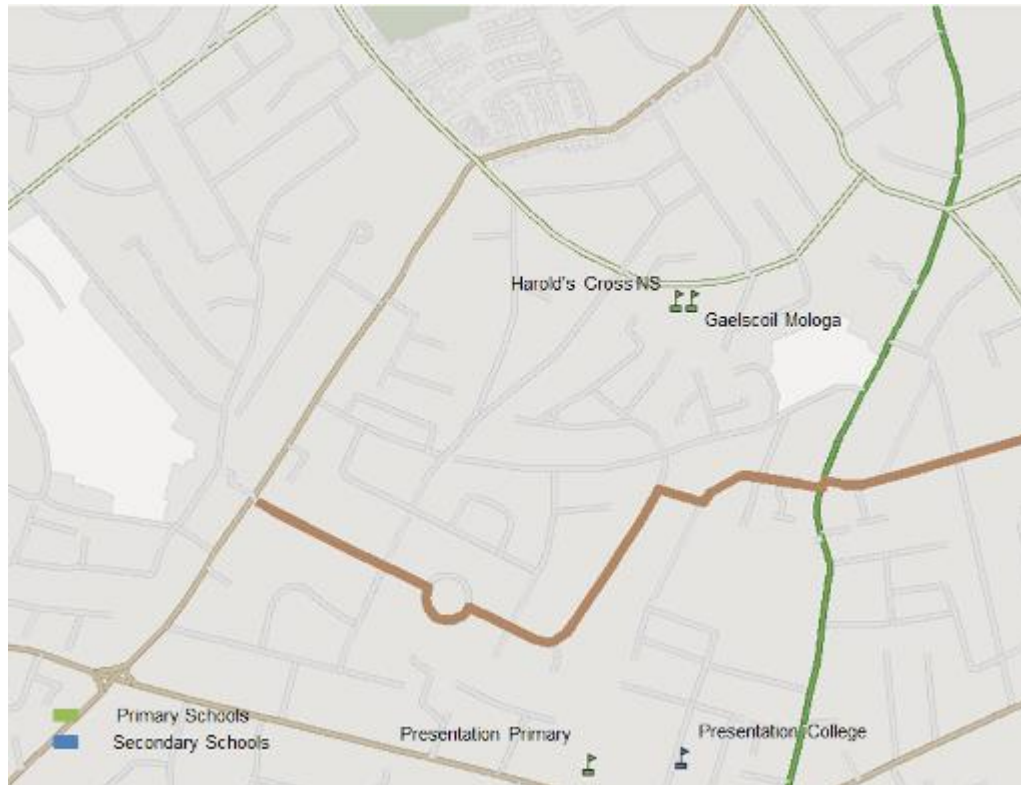 Harold's Cross NS
Gaelscoil Mologa
Primary Schools
Secondary Schools
Presentation Primary
Presentation College